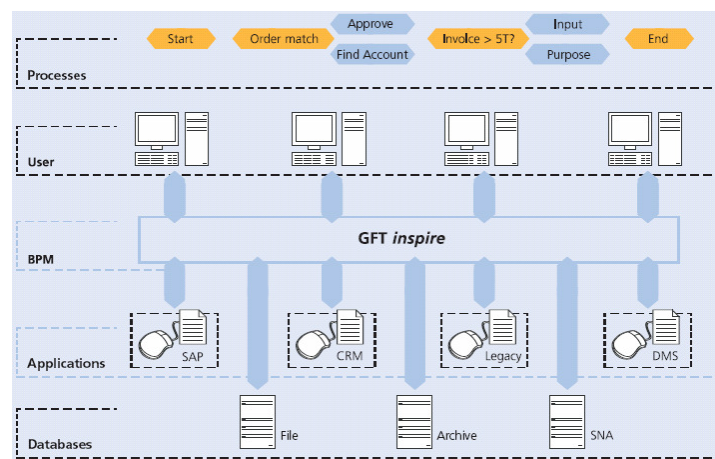 Approve
Input
Start
Order match
Invoice > 5T?
End
Find Account
Purpose
Processes
User
GFT inspire
BPM
SAP
CRM
Legacy
DMS
Applications
File
Archive
SNA
Databases